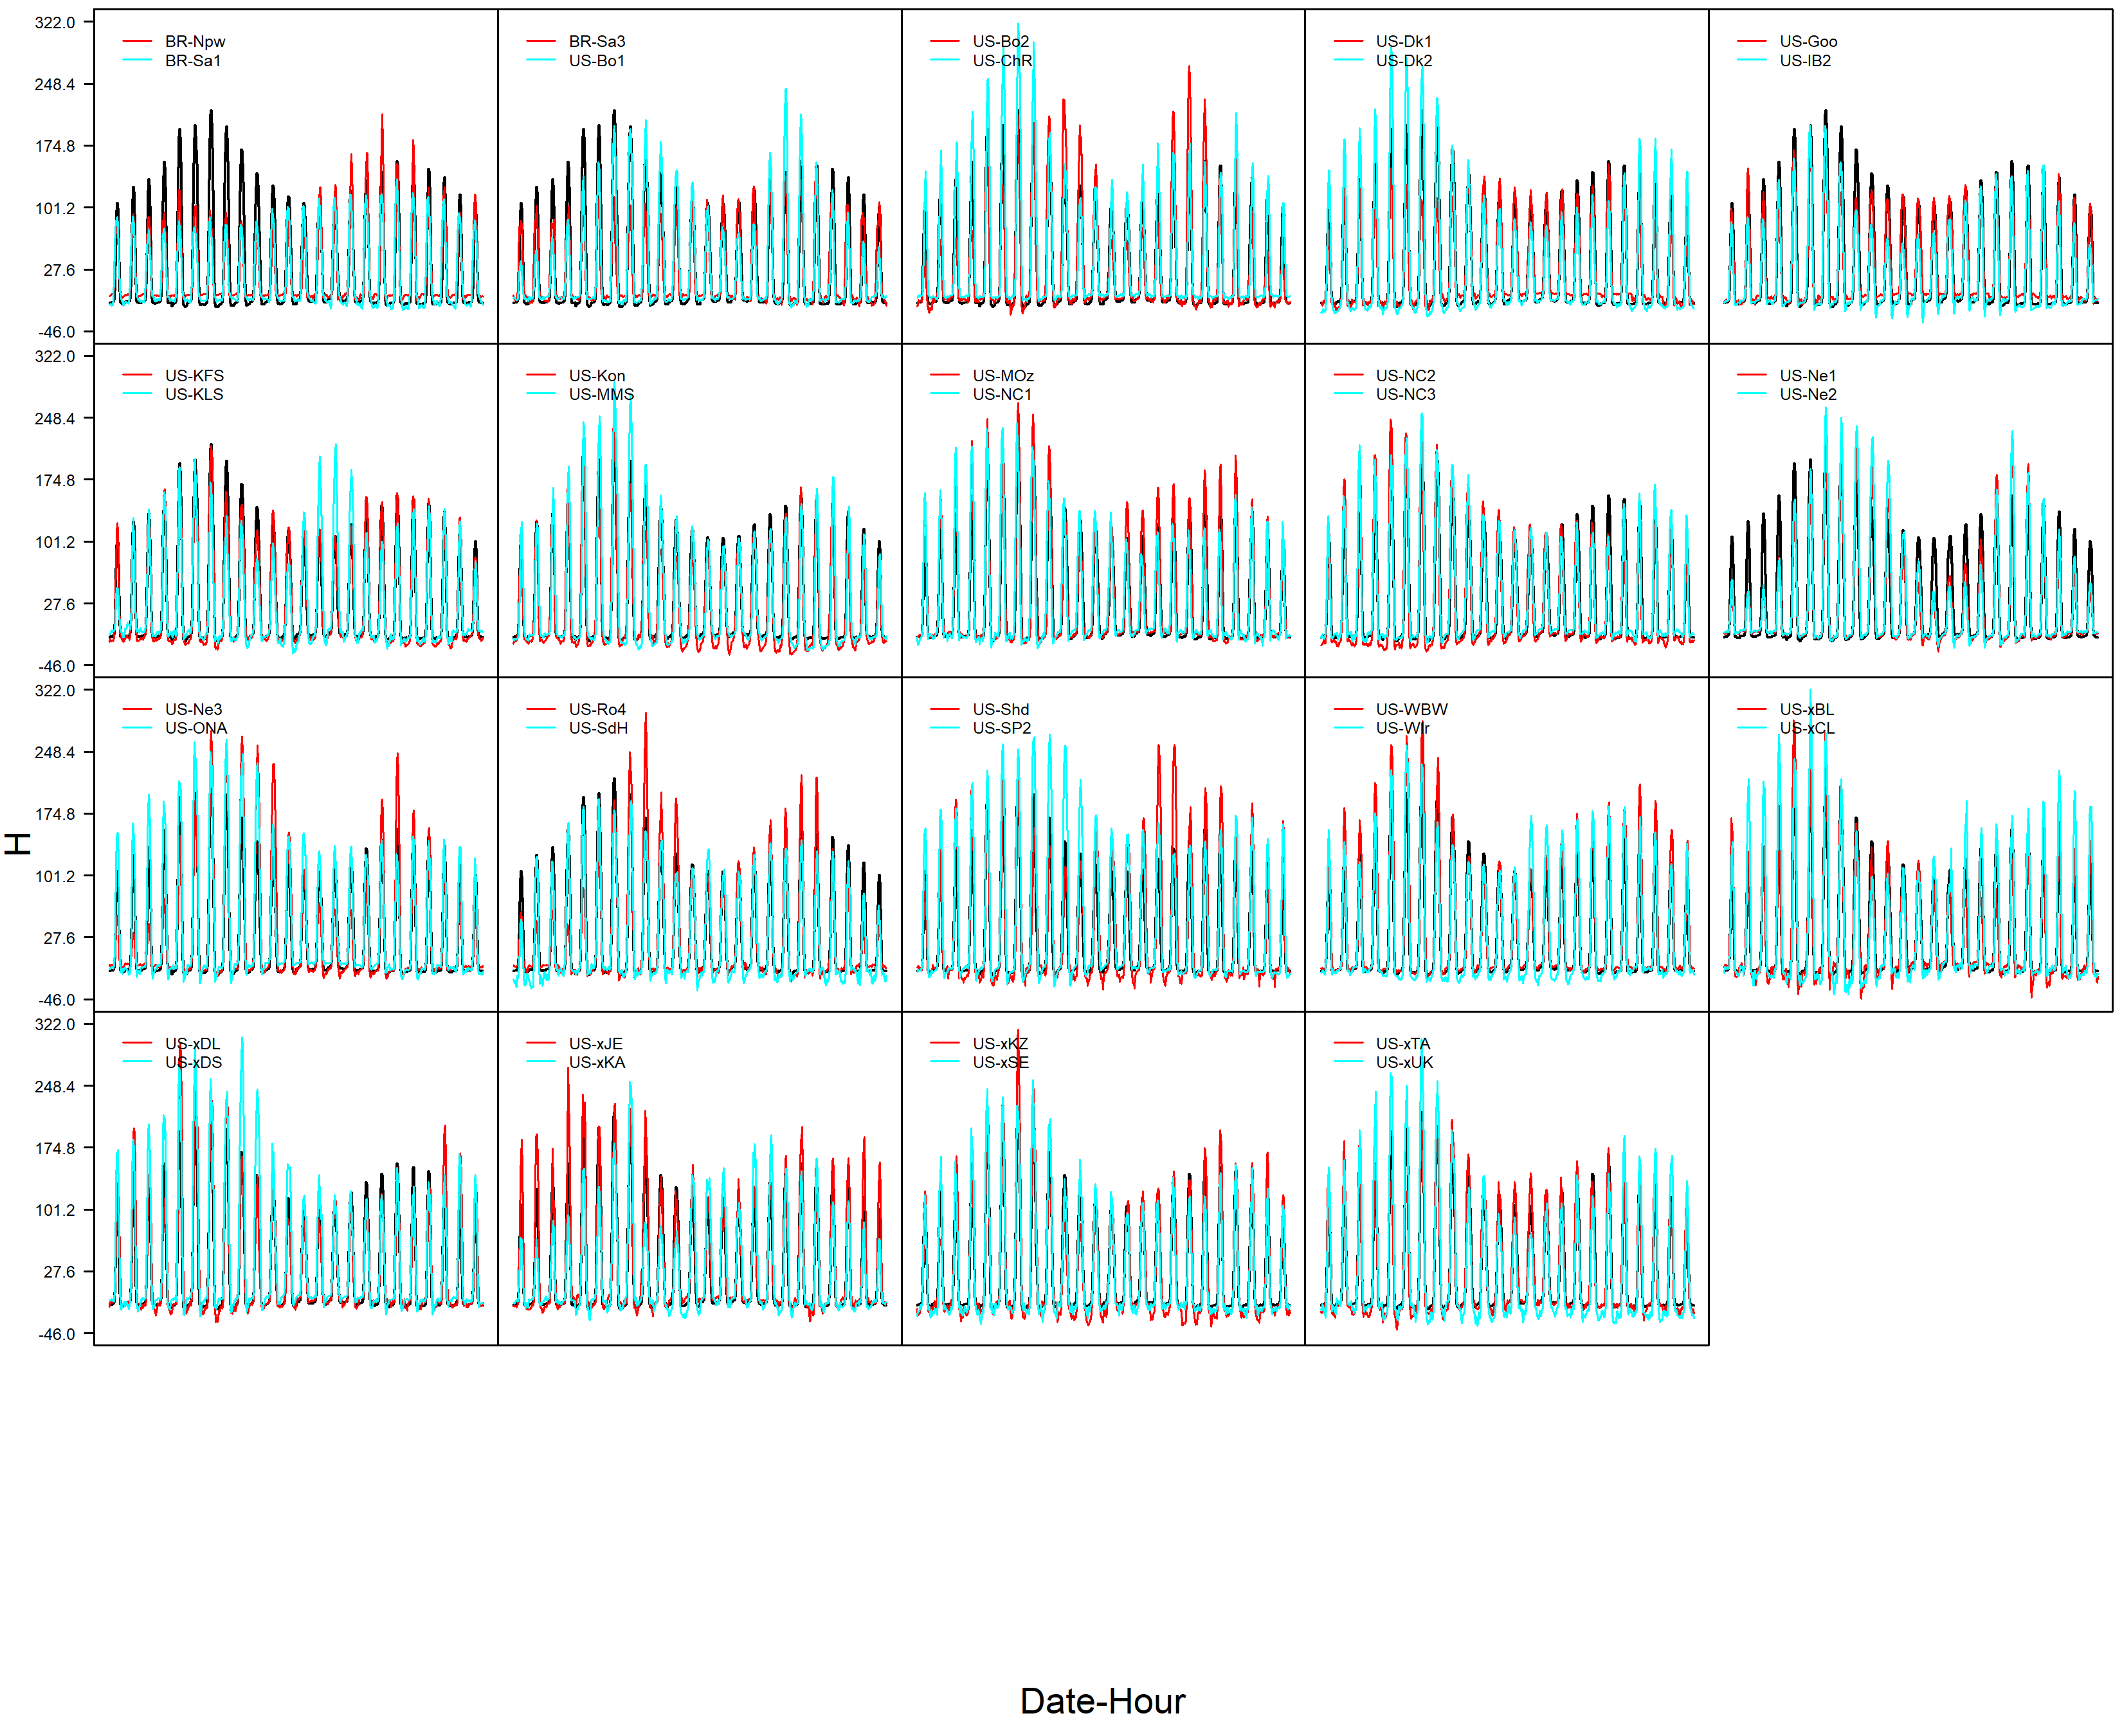 322.0
248.4
174.8
101.2
27.6
-46.0
BR-Npw
BR-Sa1
BR-Sa3
US-Bo1
US-Bo2
US-ChR
US-Dk1
US-Dk2
US-Goo
US-IB2
322.0
248.4
174.8
101.2
27.6
-46.0
US-KFS
US-KLS
US-Kon
US-MMS
US-MOz
US-NC1
US-NC2
US-NC3
US-Ne1
US-Ne2
322.0
248.4
174.8
101.2
27.6
-46.0
US-Ne3
US-ONA
US-Ro4
US-SdH
US-Shd
US-SP2
US-WBW
US-Wlr
US-xBL
US-xCL
322.0
248.4
174.8
101.2
27.6
-46.0
US-xDL
US-xDS
US-xJE
US-xKA
US-xKZ
US-xSE
US-xTA
US-xUK
H
Date-Hour